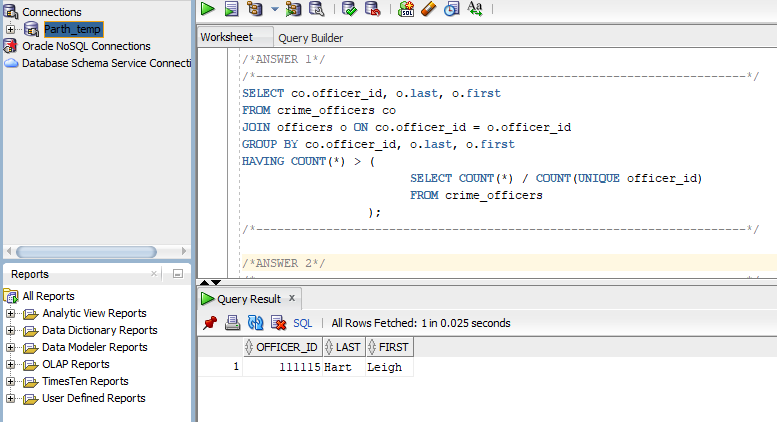 Connections
Parth_temp
Oracle NoSQL Connections
Database Schema Service Connecti
Reports
All Reports
Analytic View Reports
Data Dictionary Reports
Data Modeler Reports
OLAP Reports
TimesTen Reports
User Defined Reports
SQL
Aa
Worksheet Query Builder
/*ANSWER 1*/
/*----------------------------------------------------------------------*/
SELECT co.officer_id, o.last, o.first
FROM crime_officers co
JOIN officers o ON co.officer_id = o.officer_id
GROUP BY co.officer_id, o.last, o.first
HAVING COUNT(*) > (
SELECT COUNT(*) / COUNT(UNIQUE officer_id)
FROM crime_officers
);
/*----------------------------------------------------------------------*/
/*ANSWER 2*/
Query Result x
SQL | All Rows Fetched: 1 in 0.025 seconds
OFFICER_ID LAST FIRST
1 111115 Hart Leigh